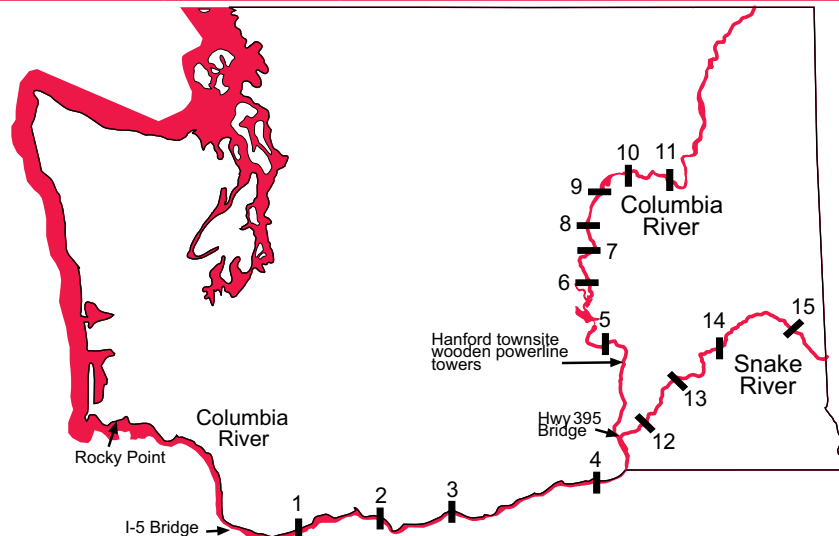 10
11
9
Columbia
River
8
7
6
5
15
14
Hanford townsite
wooden powerline
towers
Snake
River
13
Columbia
River
Hwy 395
Bridge
12
Rocky Point
4
3
2
1
I-5 Bridge